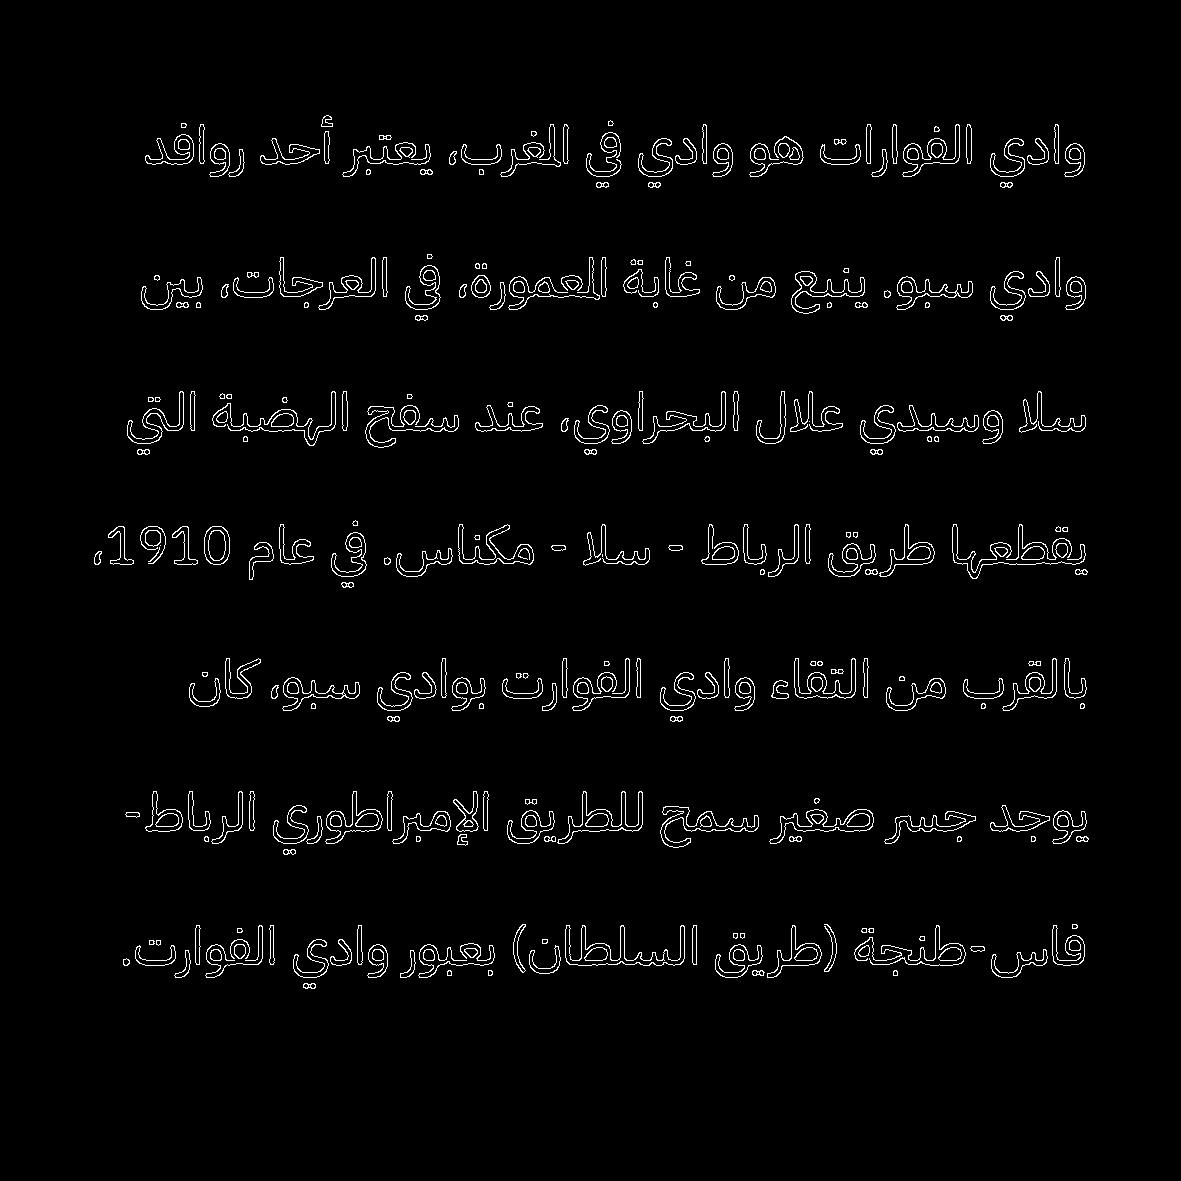 وادي الفوارات هو وادي في المغرب، يعتبر أحد روافد
وادي سبو. ينبع من غابة المعمورة، في العرجات، بين
سلا وسيدي علال البحراوي، عند سفح الهضبة التي
يقطعها طريق الرباط - سلا - مكناس. في عام 1910،
بالقرب من التقاء وادي الفوارت بوادي سبو، كان
يوجد جسر صغير سمح للطريق الإمبراطوري الرباط-
فاس-طنجة (طريق السلطان) بعبور وادي الفوارت.